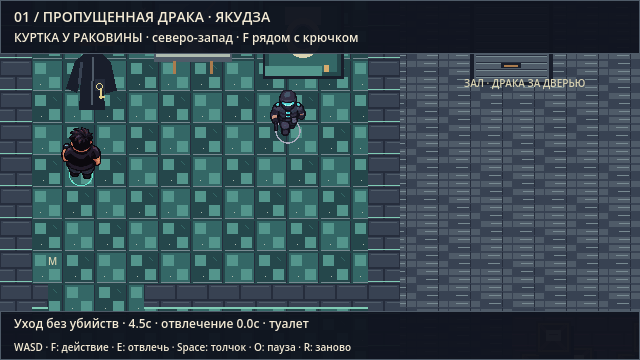 01 / ПРОПУЩЕННАЯ ДРАКА · ЯКУДЗА
КУРТКА У РАКОВИНЫ · северо-запад · F рядом с крючком
ЗАЛ · ДРАКА ЗА ДВЕРЬЮ
М
Уход без убийств · 4.5с · отвлечение 0.0с · туалет
WASD · F: действие · E: отвлечь · Space: толчок · O: пауза · R: заново